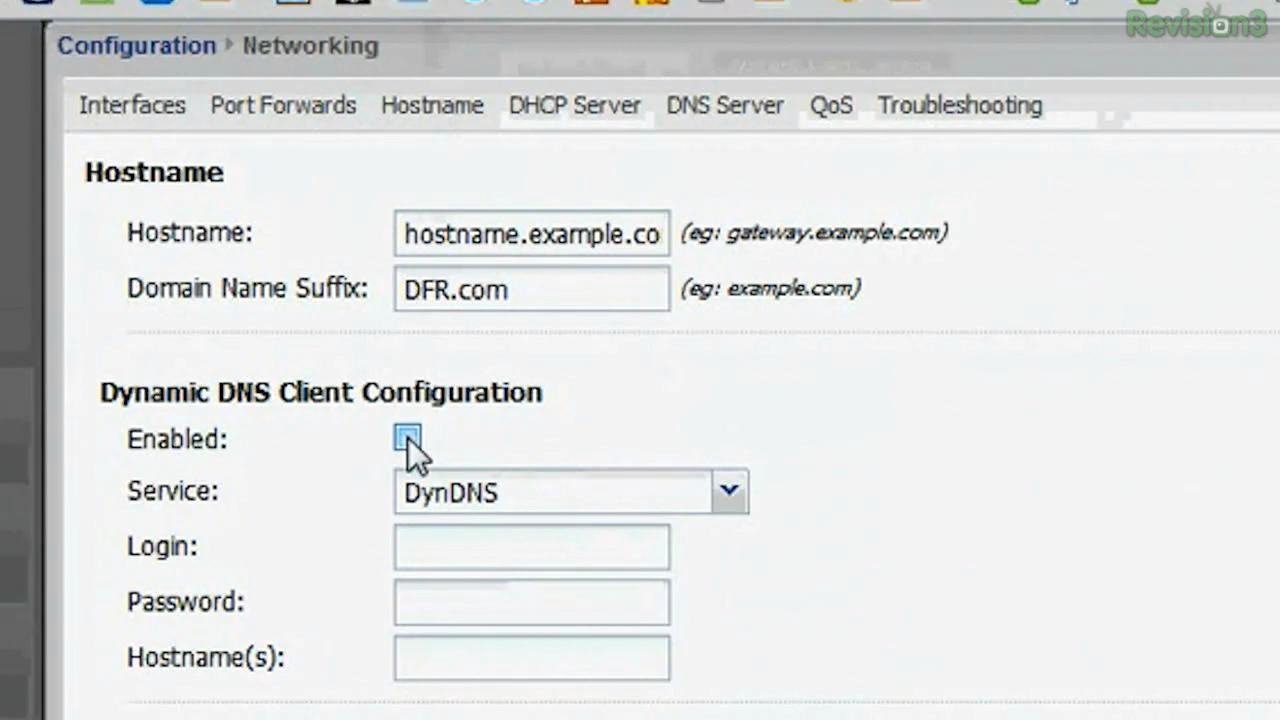 Revision3
Configuration Networking
Interfaces Port Forwards Hostname DHCP Server DNS Server QoS Troubleshooting
Hostname
Hostname: hostname.example.co (eg: gateway.example.com)
Domain Name Suffix: DFR.com (eg: example.com)
Dynamic DNS Client Configuration
Enabled:
Service: DynDNS
Login:
Password:
Hostname(s):